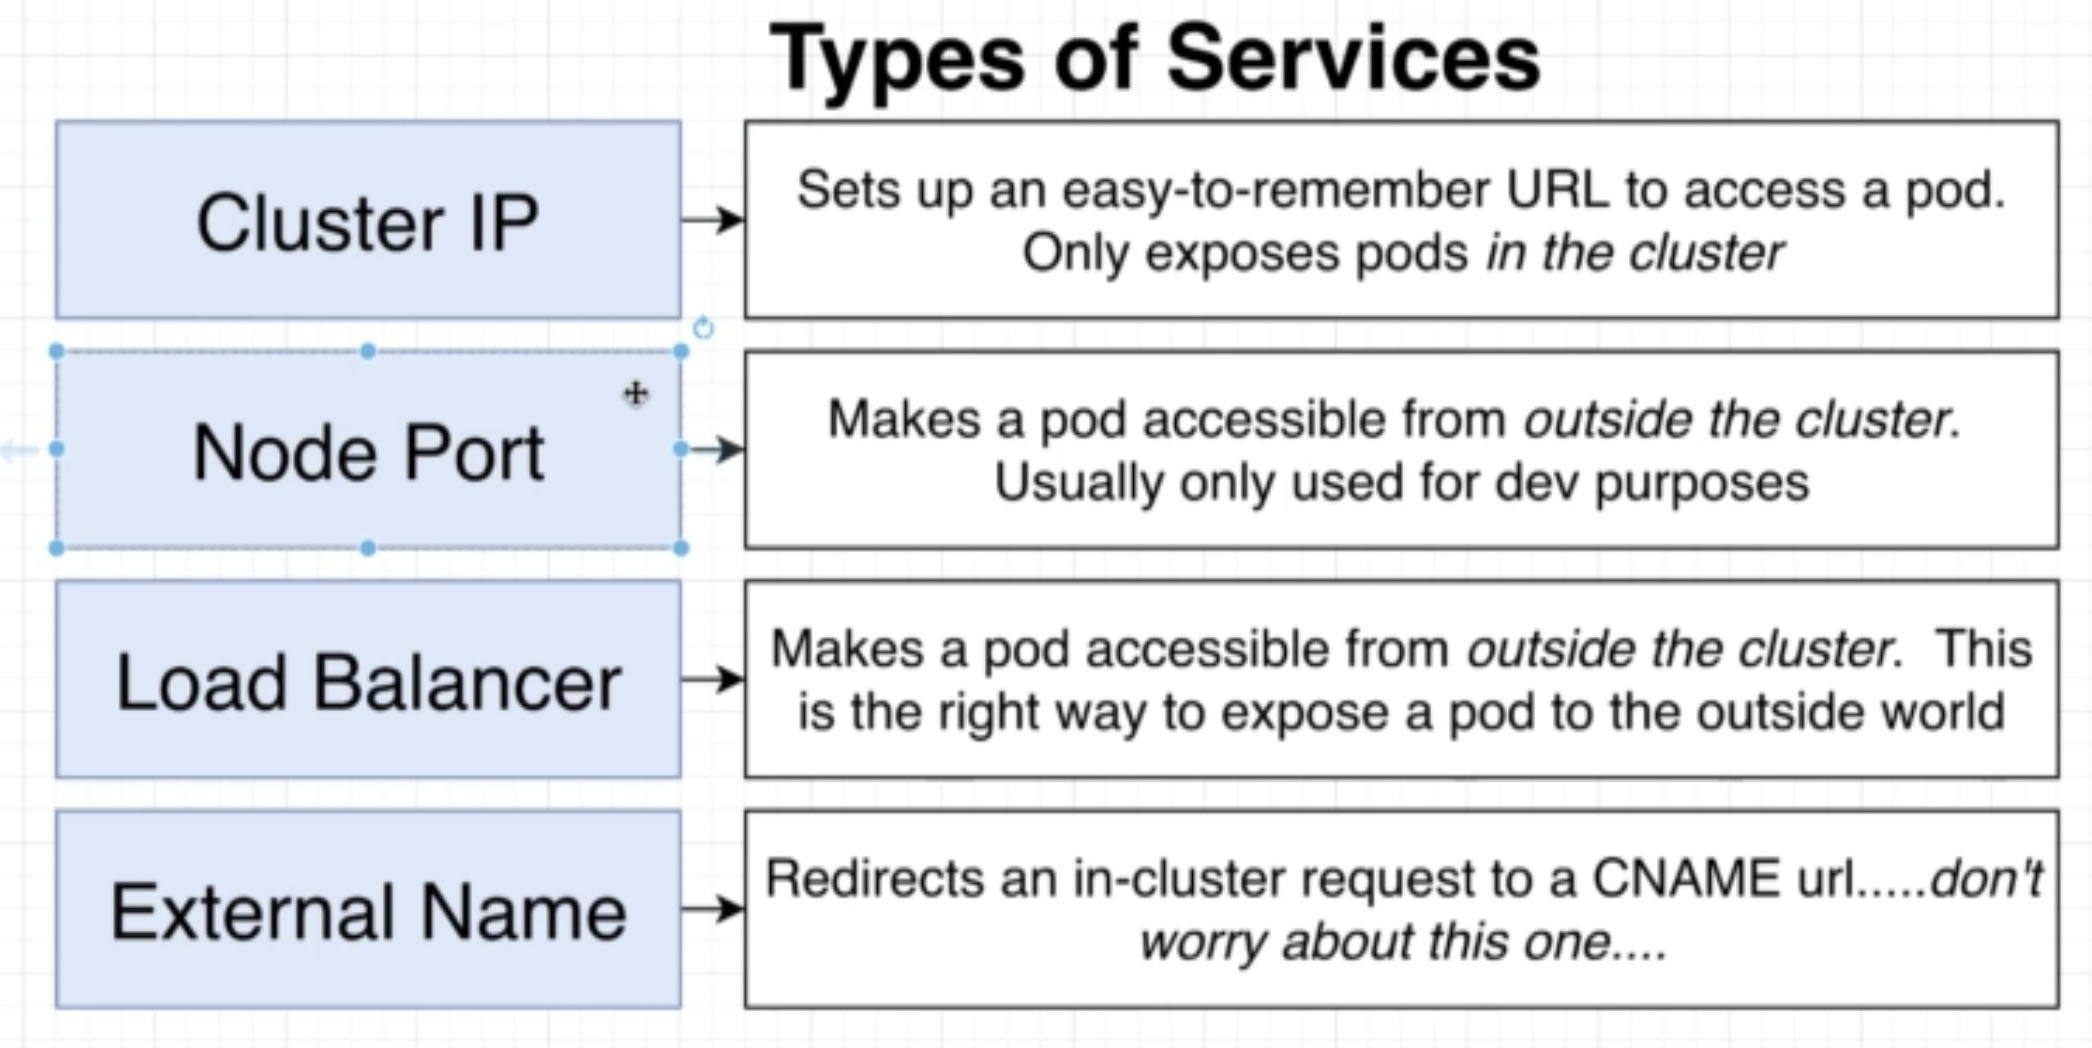 Types of Services
Cluster IP
Sets up an easy-to-remember URL to access a pod.
Only exposes pods in the cluster
Node Port
Makes a pod accessible from outside the cluster.
Usually only used for dev purposes
Load Balancer
Makes a pod accessible from outside the cluster.  This
is the right way to expose a pod to the outside world
External Name
Redirects an in-cluster request to a CNAME url.....don't
worry about this one....